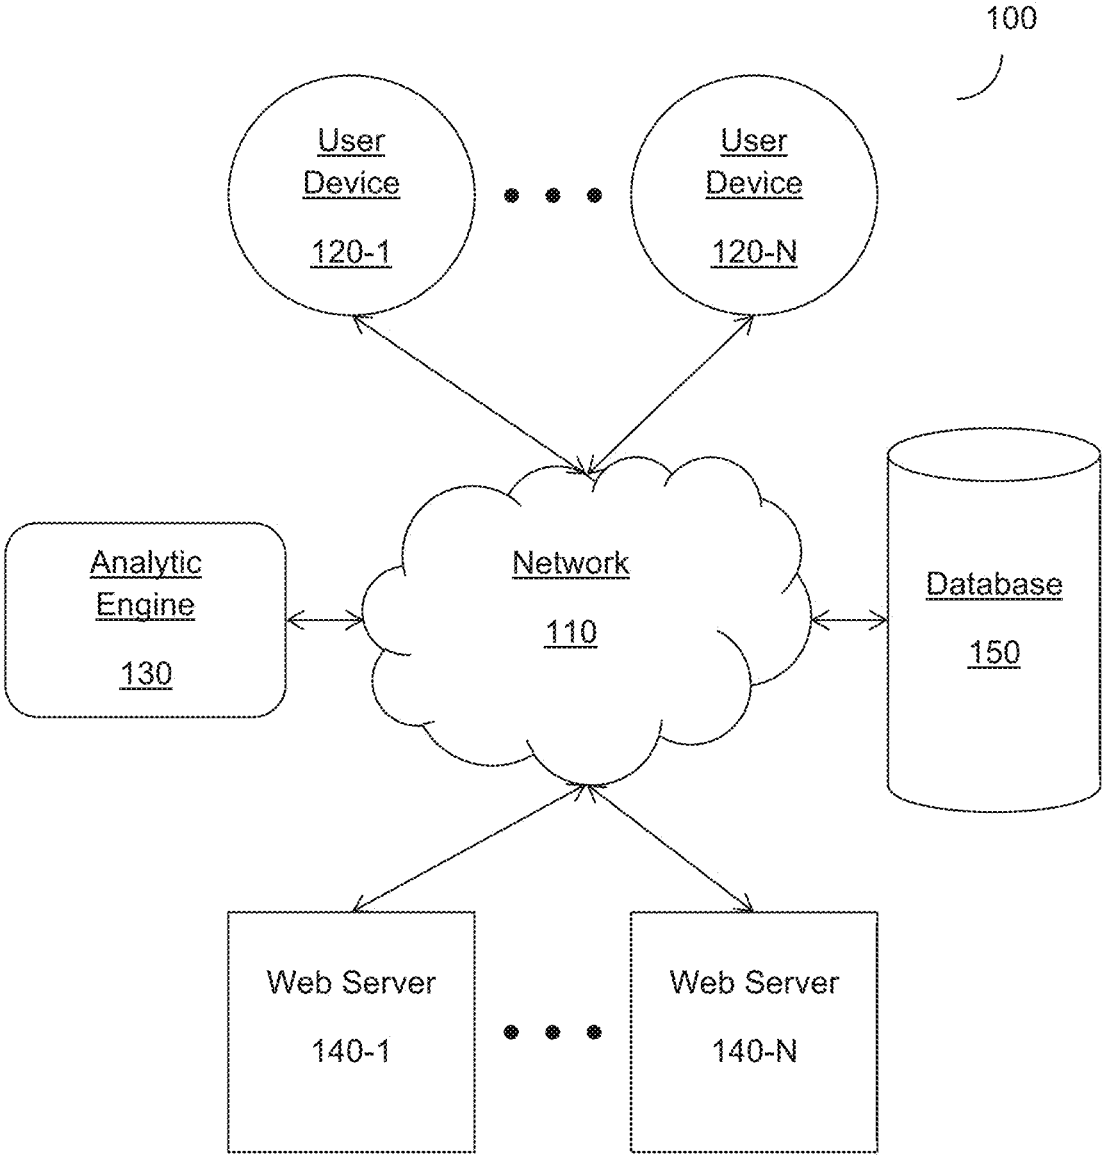 100
User
Device
120-1
User
Device
120-N
Analytic
Engine
130
Network
110
Database
150
Web Server
140-1
Web Server
140-N